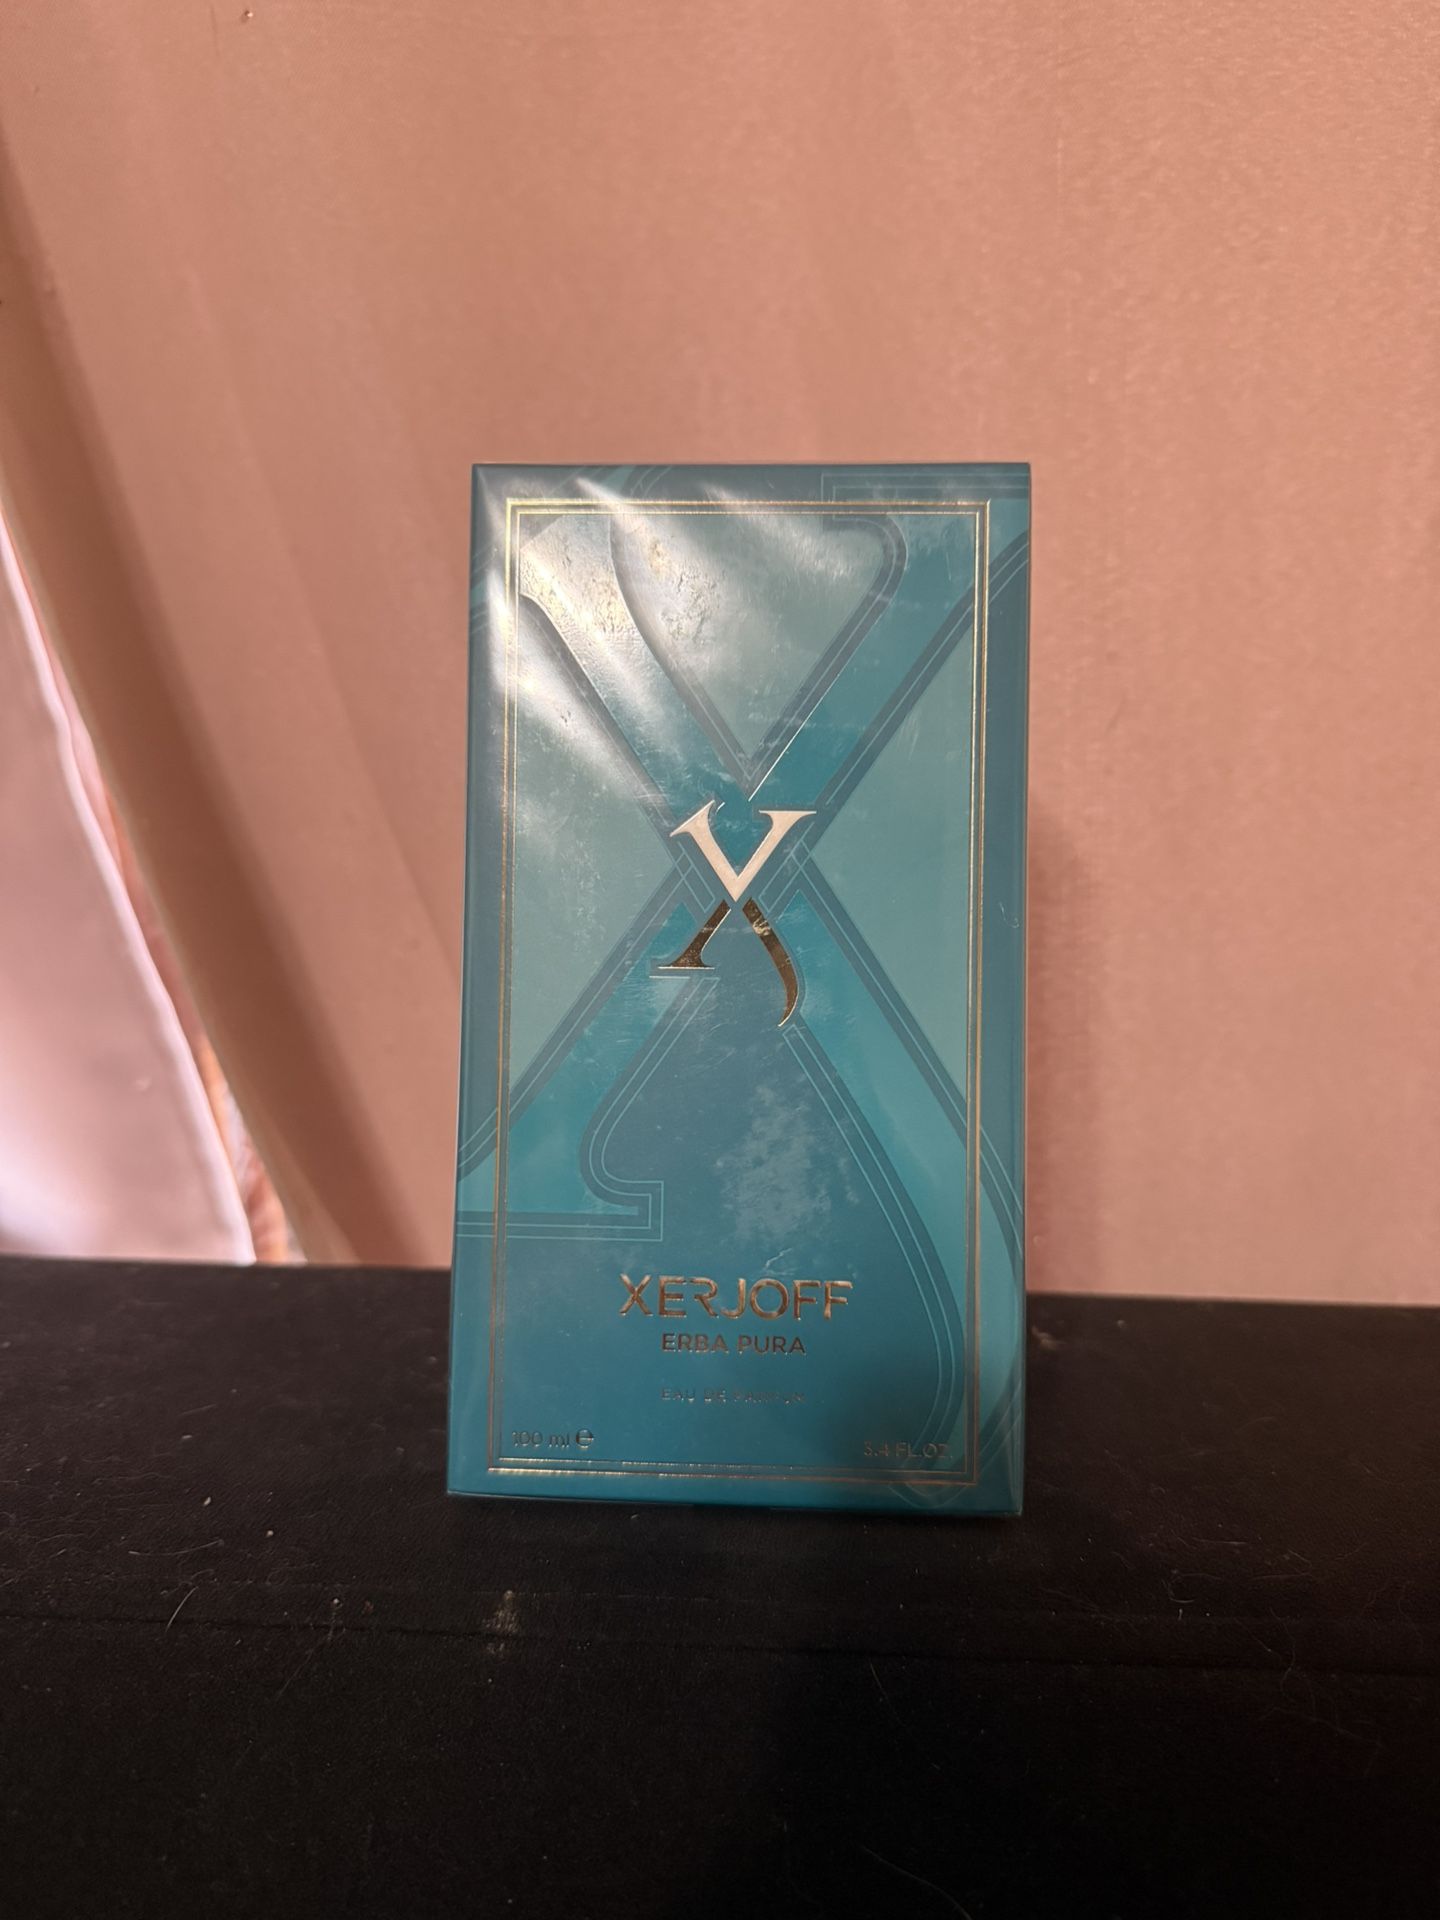 XERJOFF
ERBA PURA
EAU DE PARFUM
100 ml ℮
3.4 FL.OZ.